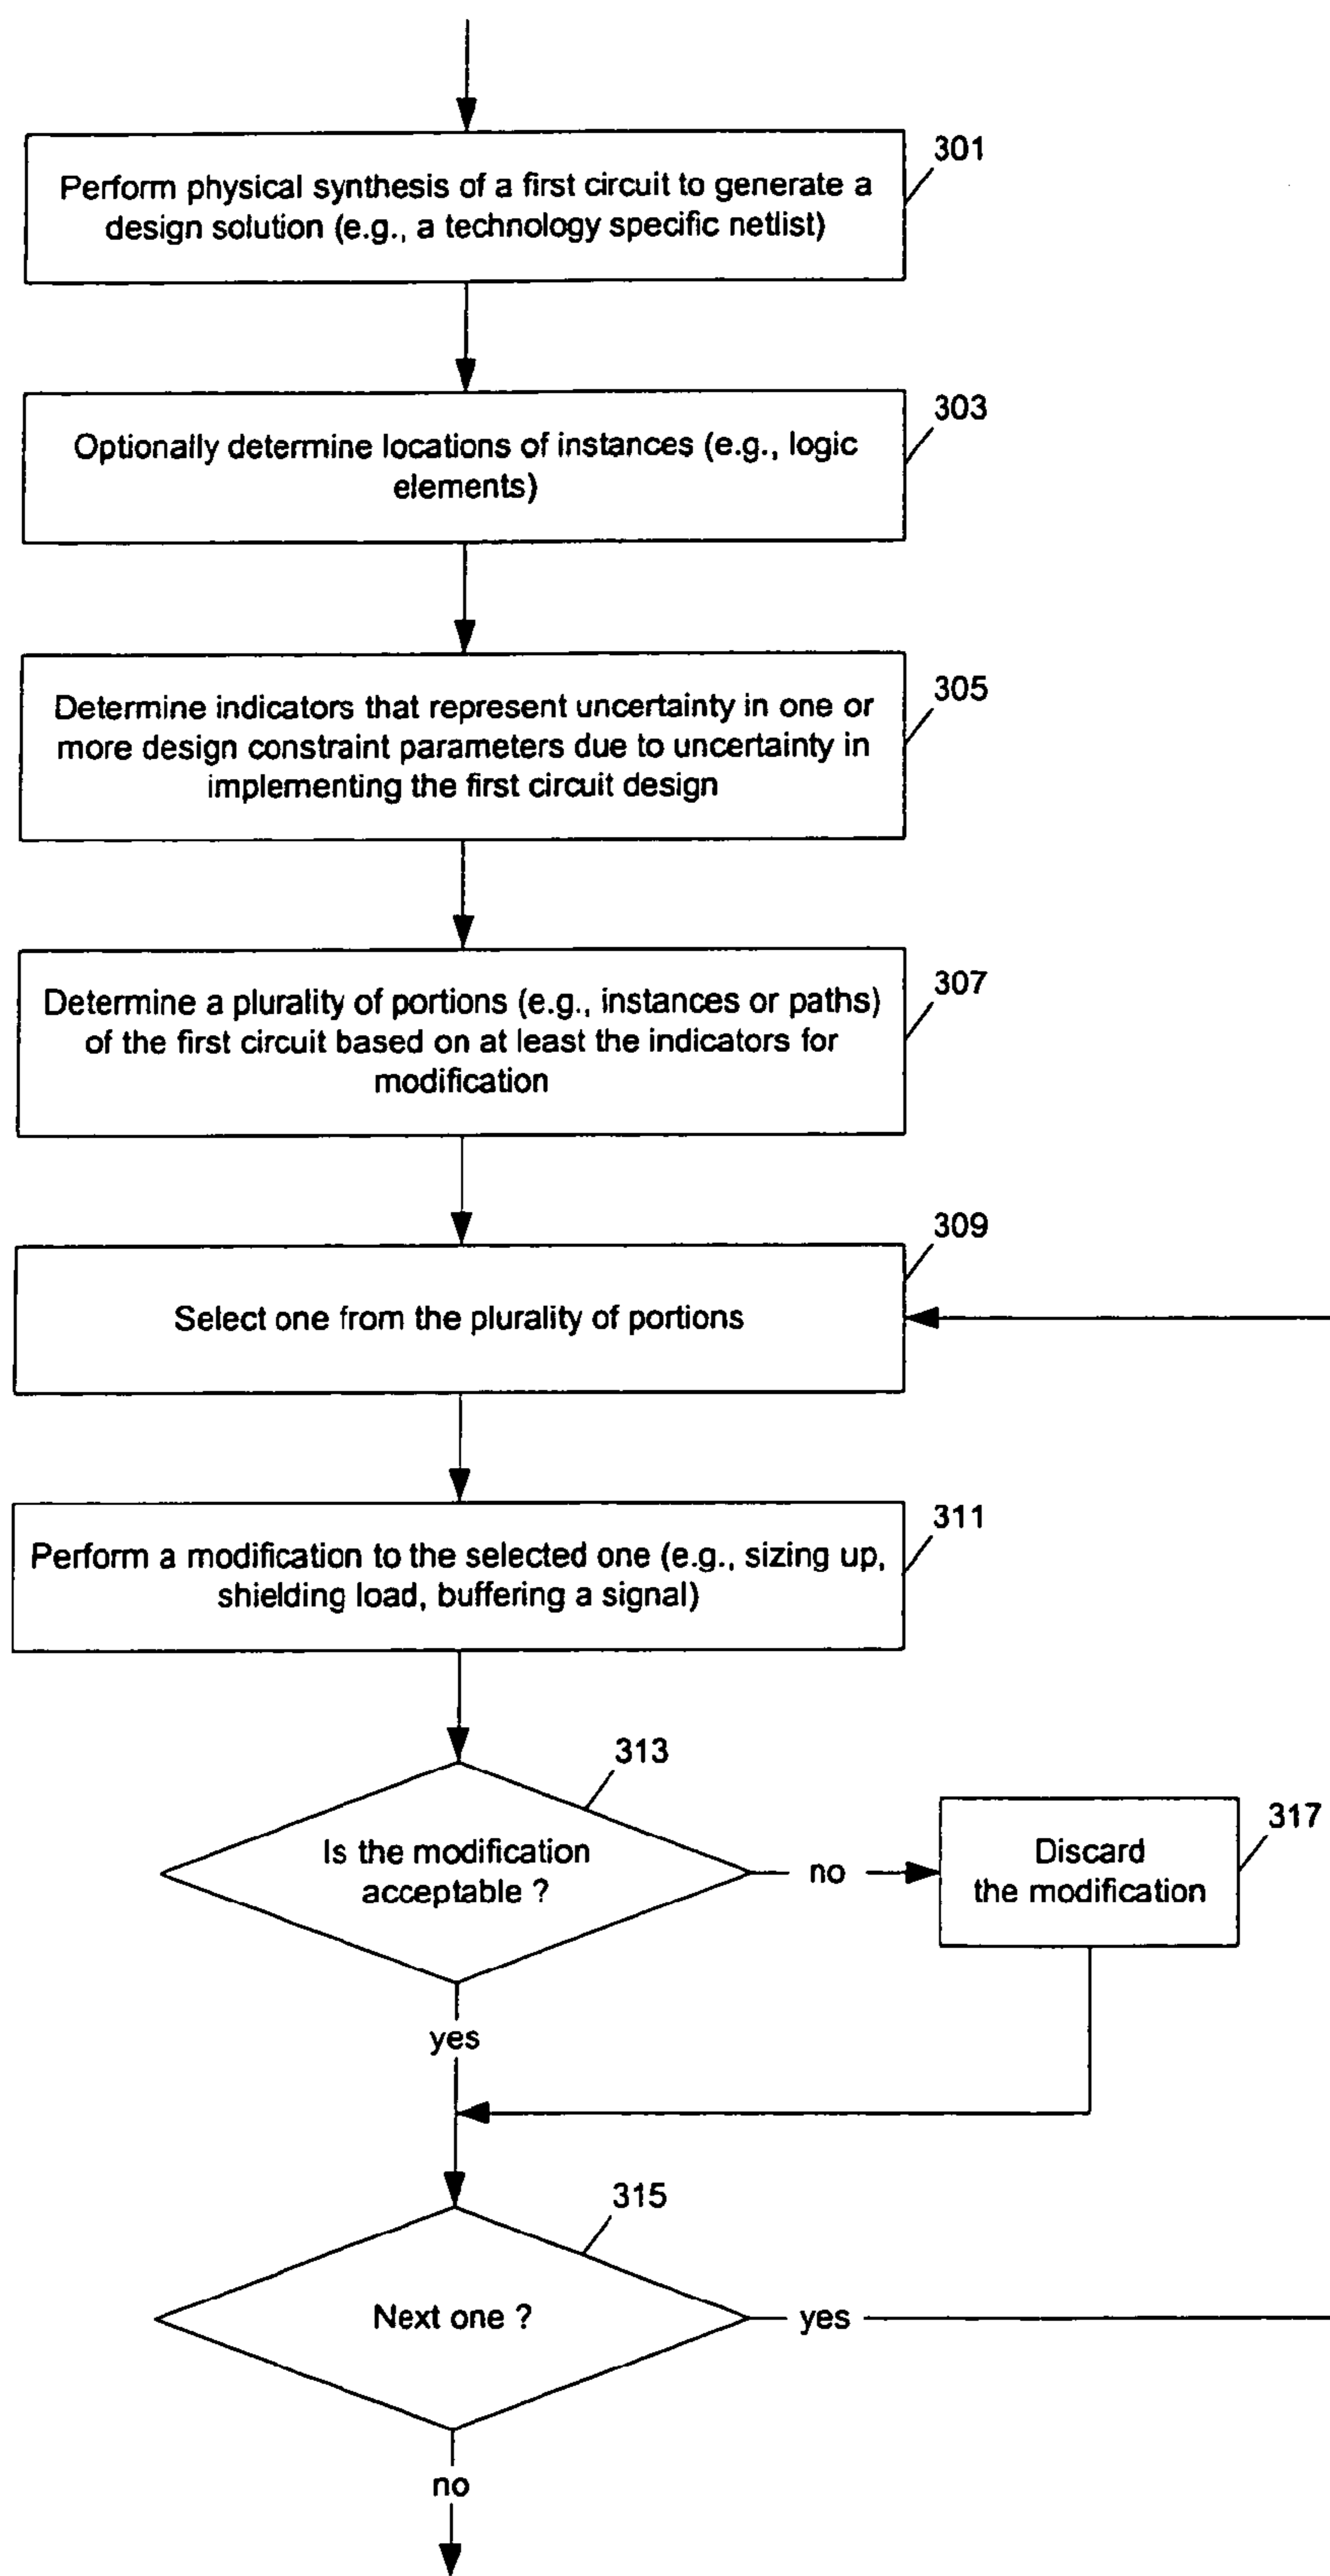 301
Perform physical synthesis of a first circuit to generate a
design solution (e.g., a technology specific netlist)
303
Optionally determine locations of instances (e.g., logic
elements)
305
Determine indicators that represent uncertainty in one or
more design constraint parameters due to uncertainty in
implementing the first circuit design
307
Determine a plurality of portions (e.g., instances or paths)
of the first circuit based on at least the indicators for
modification
309
Select one from the plurality of portions
311
Perform a modification to the selected one (e.g., sizing up,
shielding load, buffering a signal)
313
Is the modification
acceptable ?
no
317
Discard
the modification
yes
315
Next one ?
yes
no